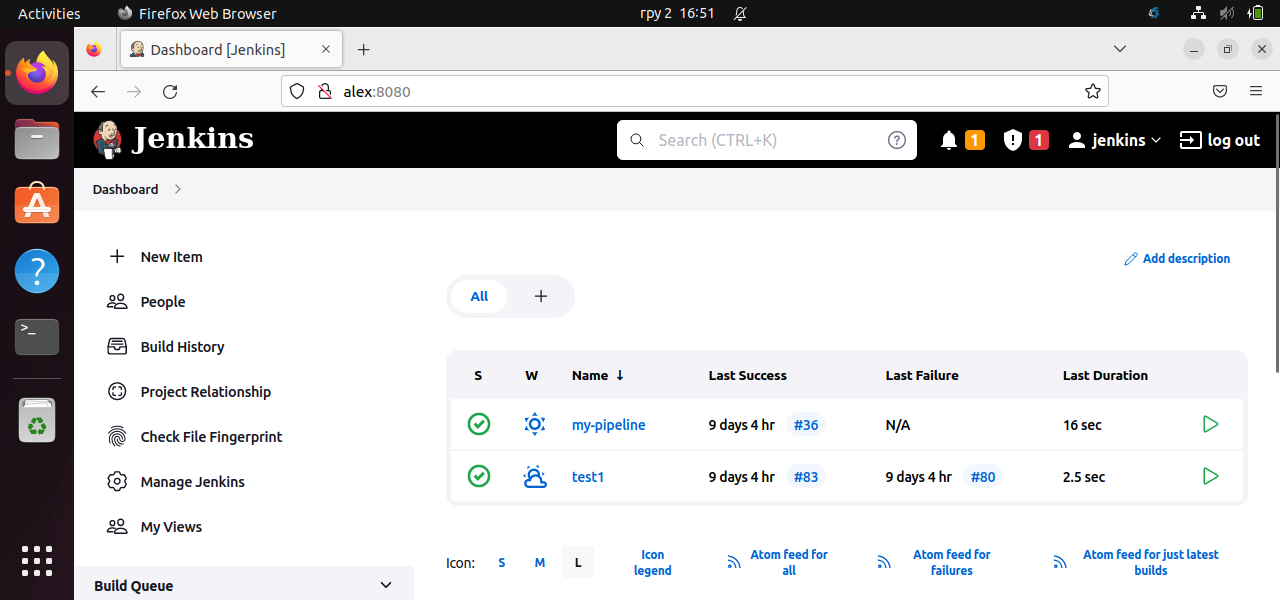 Activities Firefox Web Browser гру 2 16:51
Dashboard [Jenkins]
alex:8080
Jenkins Search (CTRL+K) ? 1 1 jenkins log out
Dashboard
New Item
Add description
People
All +
Build History
S W Name ↓ Last Success Last Failure Last Duration
Project Relationship
my-pipeline 9 days 4 hr #36 N/A 16 sec
Check File Fingerprint
test1 9 days 4 hr #83 9 days 4 hr #80 2.5 sec
Manage Jenkins
My Views
Icon: S M L Icon legend Atom feed for all Atom feed for failures Atom feed for just latest builds
Build Queue